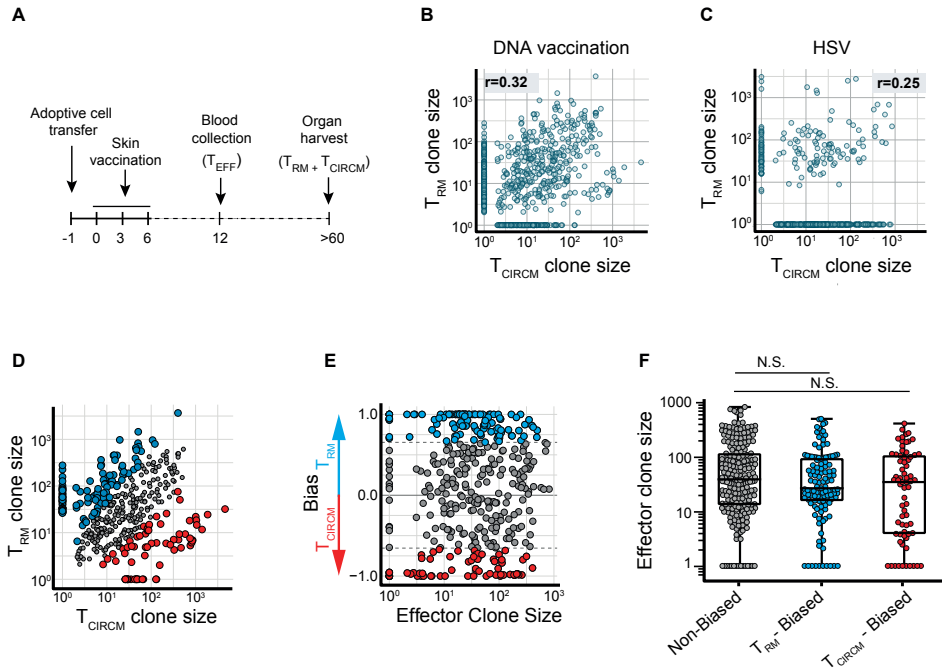 A
Adoptive cell
transfer
Skin
vaccination
Blood
collection
(TEFF)
Organ
harvest
(TRM + TCIRCM)
-1
0
3
6
12
>60
B
DNA vaccination
r=0.32
TRM clone size
10³
10²
10¹
10⁰
10⁰
10¹
10²
10³
TCIRCM clone size
C
HSV
r=0.25
TRM clone size
10³
10²
10¹
10⁰
10⁰
10¹
10²
10³
TCIRCM clone size
D
TRM clone size
10³
10²
10¹
10⁰
10⁰
10¹
10²
10³
TCIRCM clone size
E
Bias
TRM
TCIRCM
1.0
0.0
−1.0
10⁰
10¹
10²
10³
Effector Clone Size
F
N.S.
N.S.
Effector clone size
1000
100
10
1
Non-Biased
TRM - Biased
TCIRCM - Biased